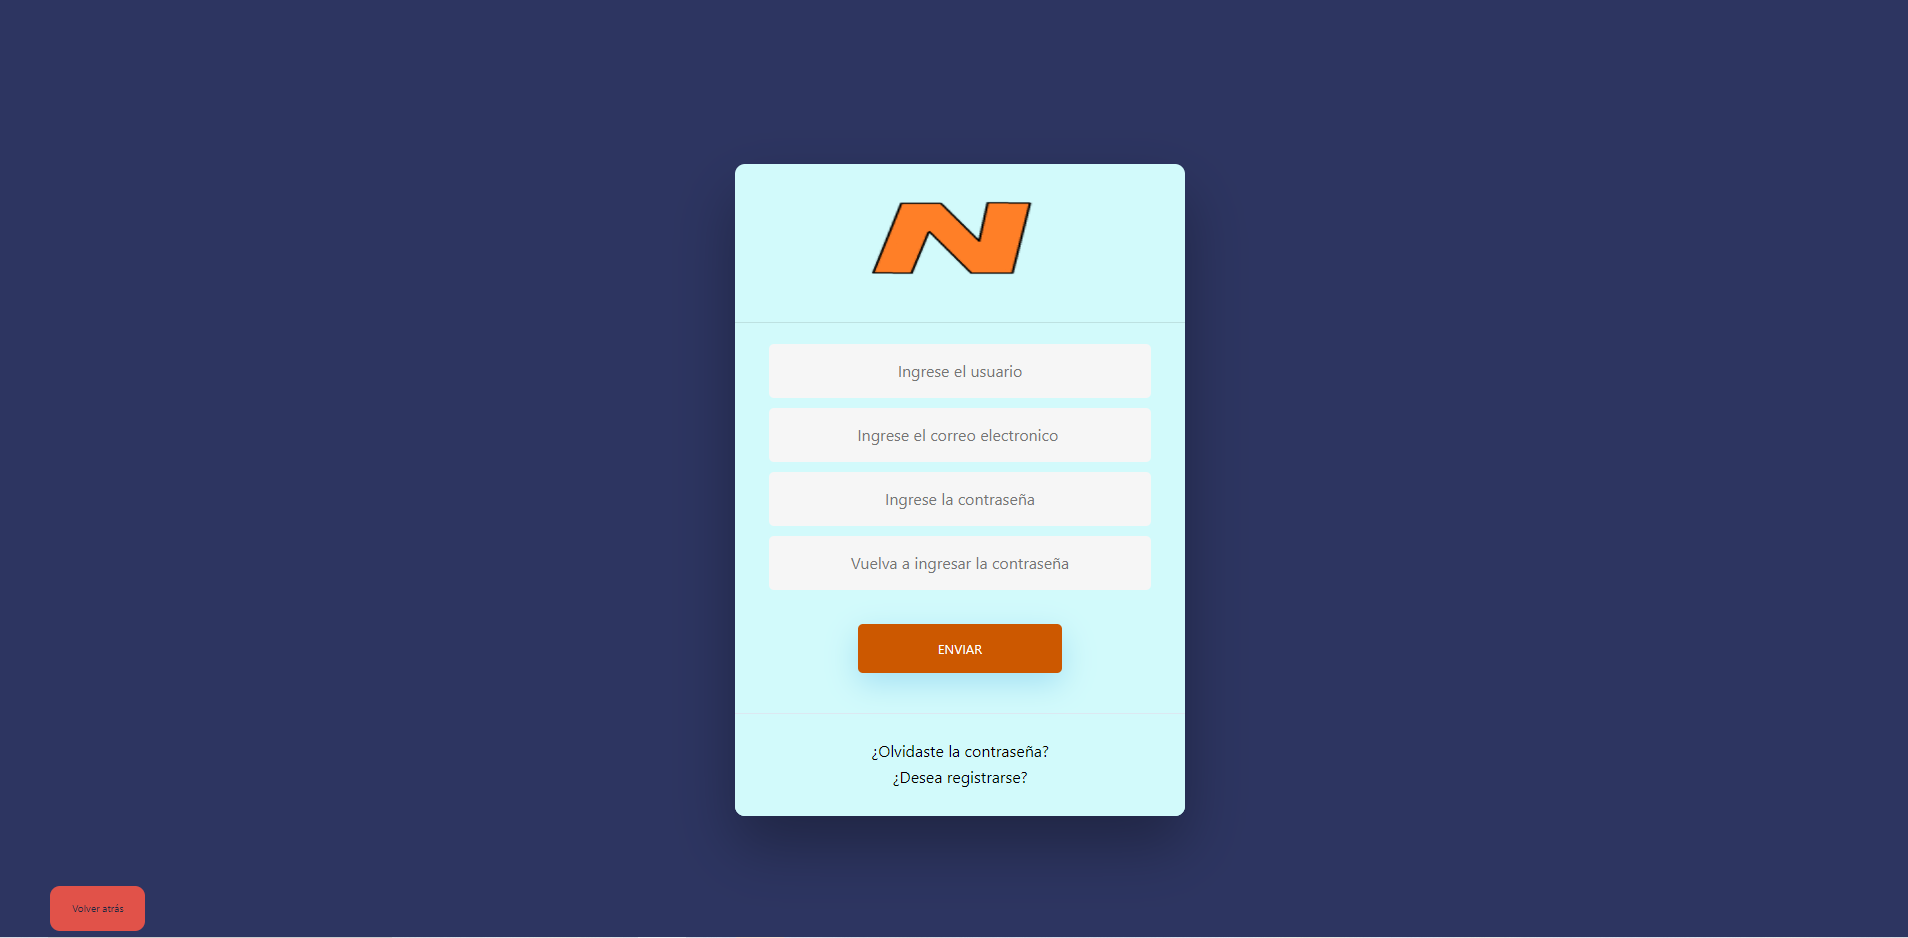 N
Ingrese el usuario
Ingrese el correo electronico
Ingrese la contraseña
Vuelva a ingresar la contraseña
ENVIAR
¿Olvidaste la contraseña?
¿Desea registrarse?
Volver atrás